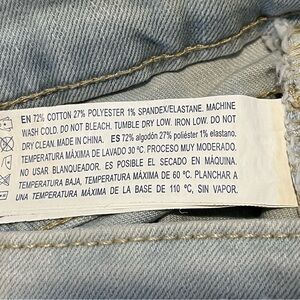 EN 72% COTTON 27% POLYESTER 1% SPANDEX/ELASTANE. MACHINE
WASH COLD. DO NOT BLEACH. TUMBLE DRY LOW. IRON LOW. DO NOT
DRY CLEAN. MADE IN CHINA. ES 72% algodón 27% poliéster 1% elastano.
TEMPERATURA MÁXIMA DE LAVADO 30 ºC. PROCESO MUY MODERADO.
NO USAR BLANQUEADOR. ES POSIBLE EL SECADO EN MÁQUINA.
TEMPERATURA BAJA, TEMPERATURA MÁXIMA DE 60 ºC. PLANCHAR A
UNA TEMPERATURA MÁXIMA DE LA BASE DE 110 ºC, SIN VAPOR.